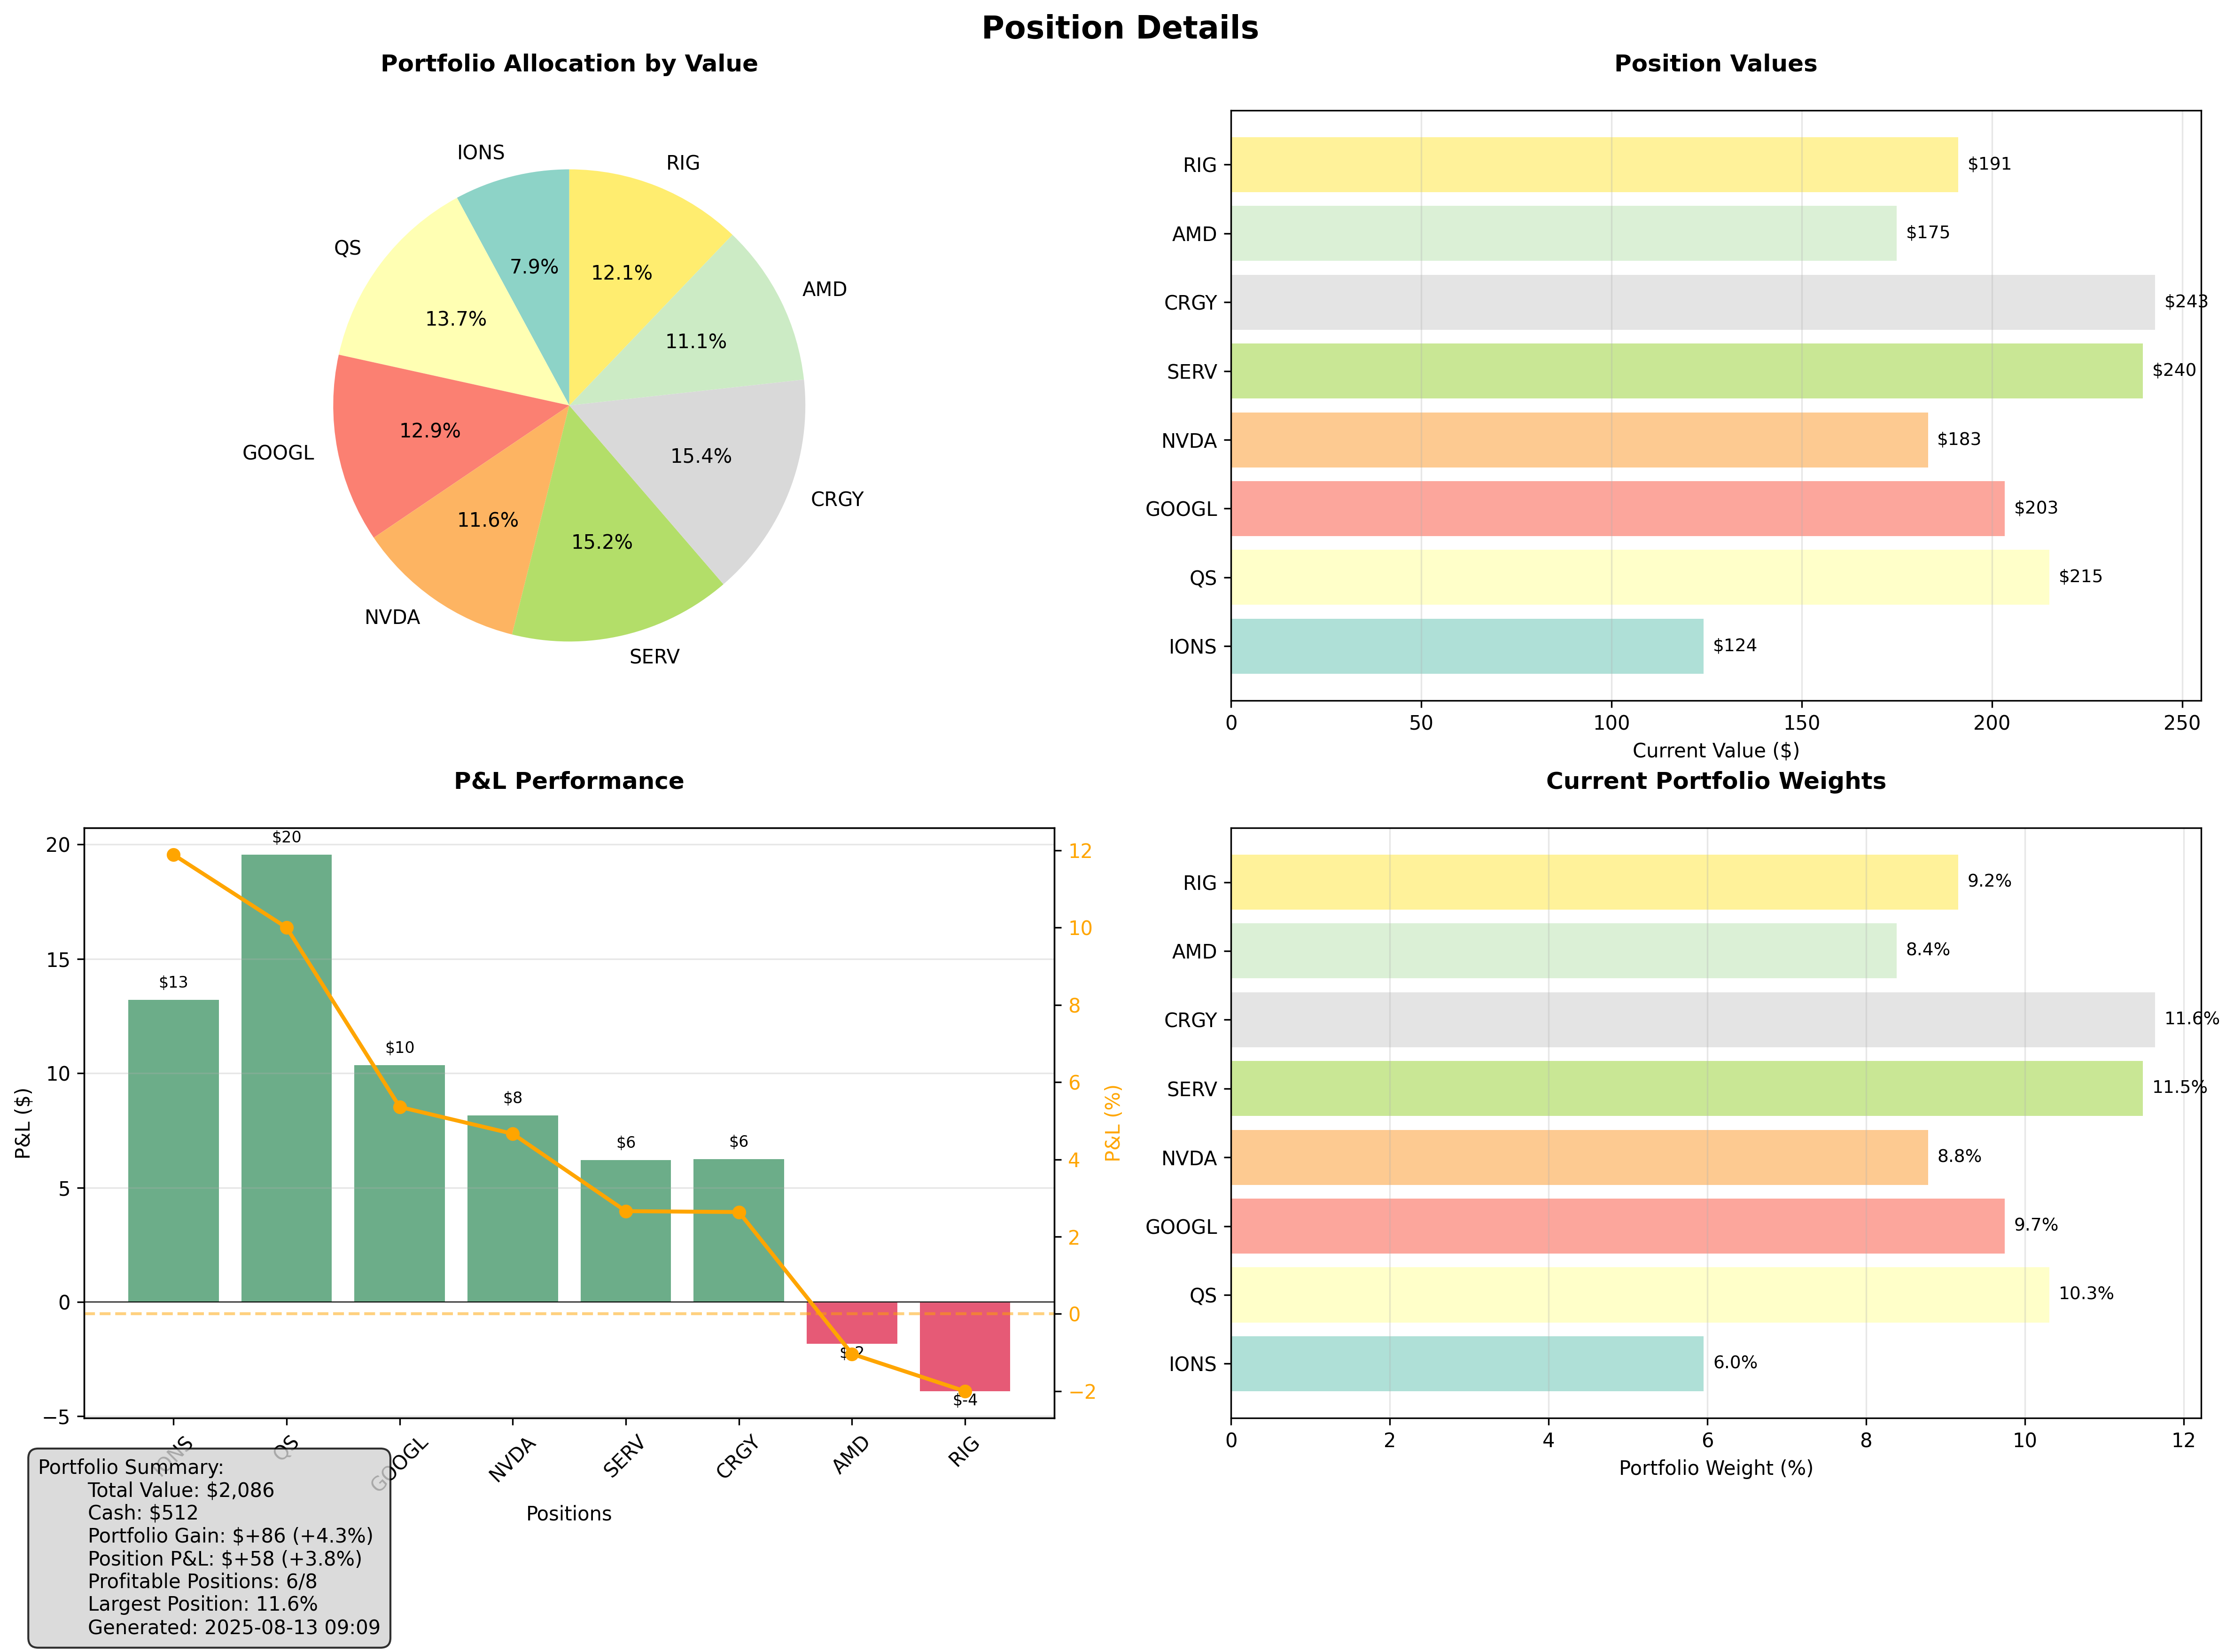 Position Details
Portfolio Allocation by Value
IONS
RIG
QS
AMD
GOOGL
CRGY
NVDA
SERV
7.9%
12.1%
13.7%
11.1%
12.9%
15.4%
11.6%
15.2%
Position Values
RIG
$191
AMD
$175
CRGY
$243
SERV
$240
NVDA
$183
GOOGL
$203
QS
$215
IONS
$124
0 50 100 150 200 250
Current Value ($)
P&L Performance
P&L ($)
20
15
10
5
0
−5
$13
$20
$10
$8
$6
$6
$-2
$-4
12
10
8
6
4
2
0
−2
P&L (%)
IONS QS GOOGL NVDA SERV CRGY AMD RIG
Positions
Current Portfolio Weights
RIG
9.2%
AMD
8.4%
CRGY
11.6%
SERV
11.5%
NVDA
8.8%
GOOGL
9.7%
QS
10.3%
IONS
6.0%
0 2 4 6 8 10 12
Portfolio Weight (%)
Portfolio Summary:
Total Value: $2,086
Cash: $512
Portfolio Gain: $+86 (+4.3%)
Position P&L: $+58 (+3.8%)
Profitable Positions: 6/8
Largest Position: 11.6%
Generated: 2025-08-13 09:09